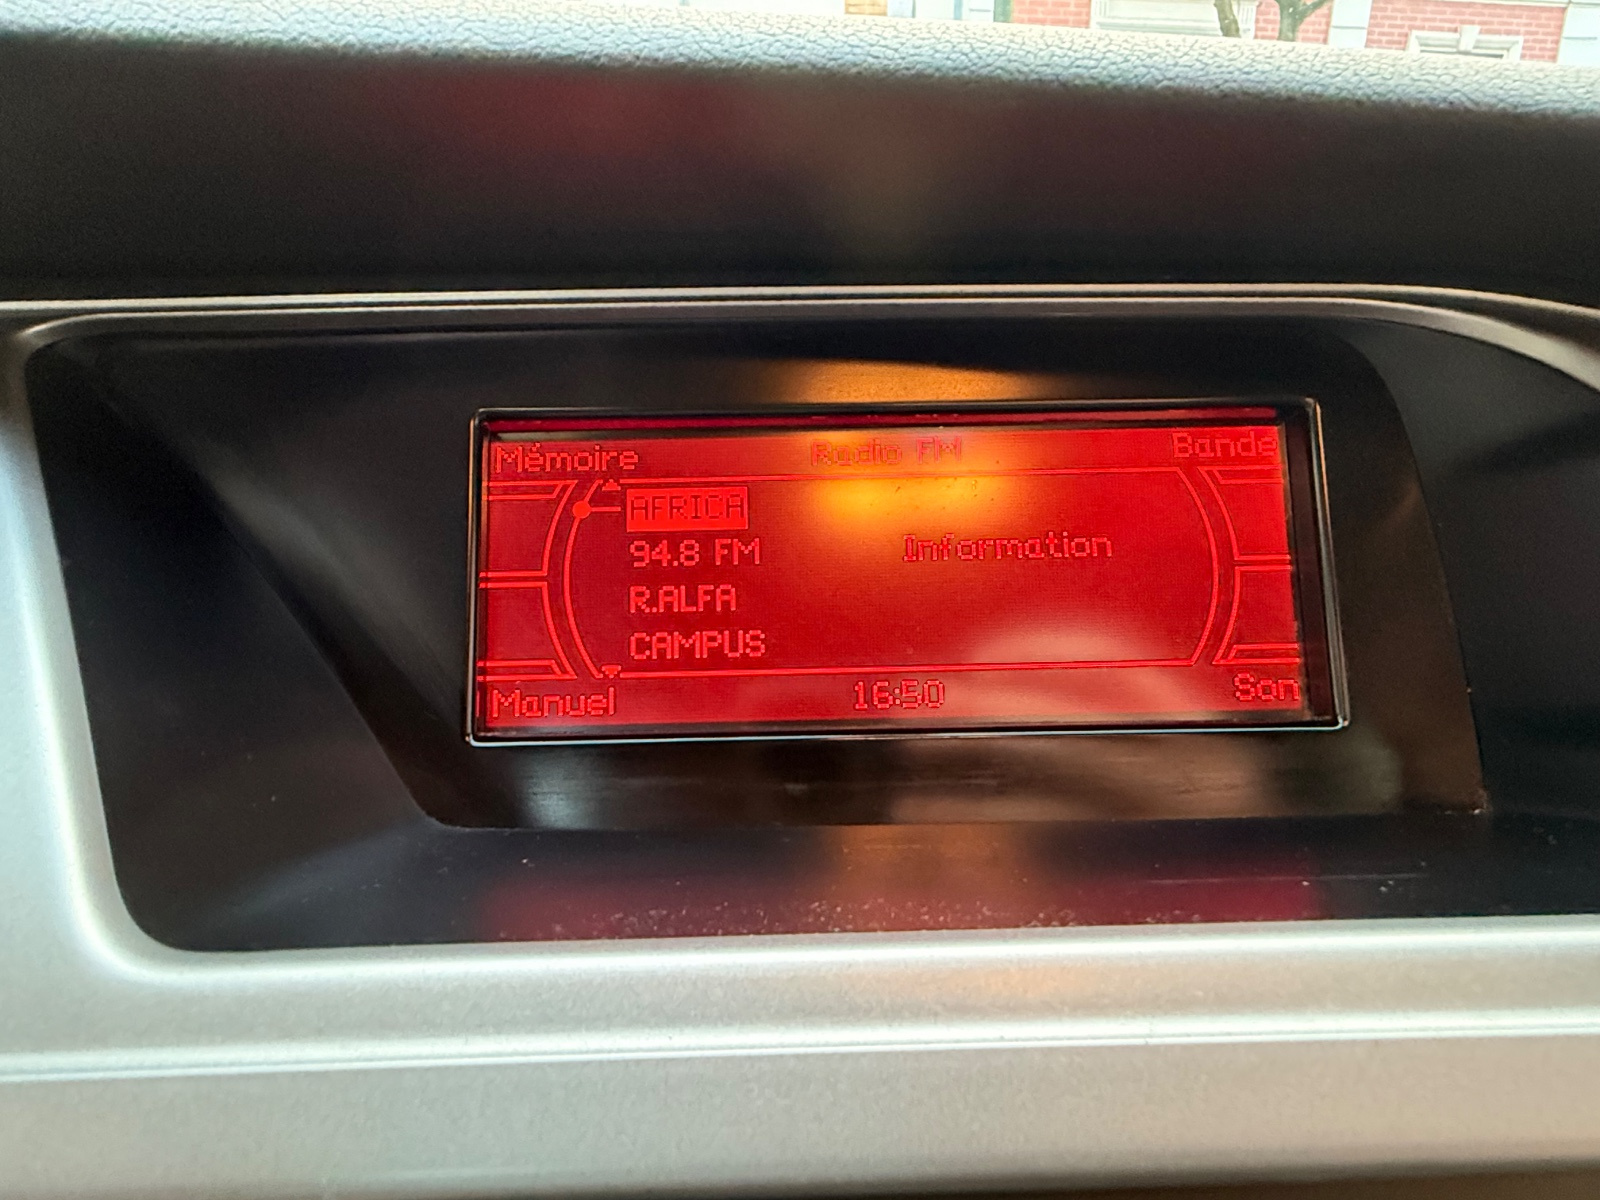 Mémoire Radio FM Bande
AFRICA
94.8 FM
Information
R.ALFA
CAMPUS
Manuel 16:50 Son